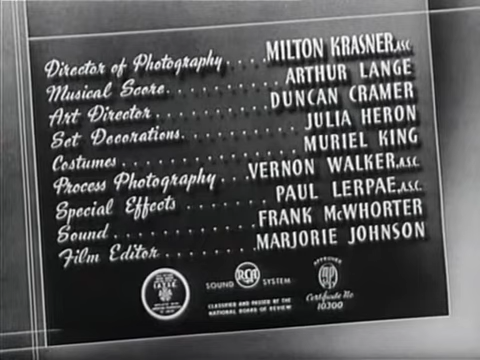 Director of Photography . . . . MILTON KRASNER, A.S.C.
Musical Score . . . . . . . . . . ARTHUR LANGE
Art Director . . . . . . . . . . DUNCAN CRAMER
Set Decorations. . . . . . . . . . JULIA HERON
Costumes . . . . . . . . . . . . MURIEL KING
Process Photography . . . VERNON WALKER, A.S.C.
Special Effects . . . . . . . . PAUL LERPAE, A.S.C.
Sound . . . . . . . . . . . FRANK McWHORTER
Film Editor . . . . . . . . MARJORIE JOHNSON
I.A.T.S.E.
SOUND RCA SYSTEM
CLASSIFIED AND PASSED BY THE
NATIONAL BOARD OF REVIEW
APPROVED
Certificate No.
10300